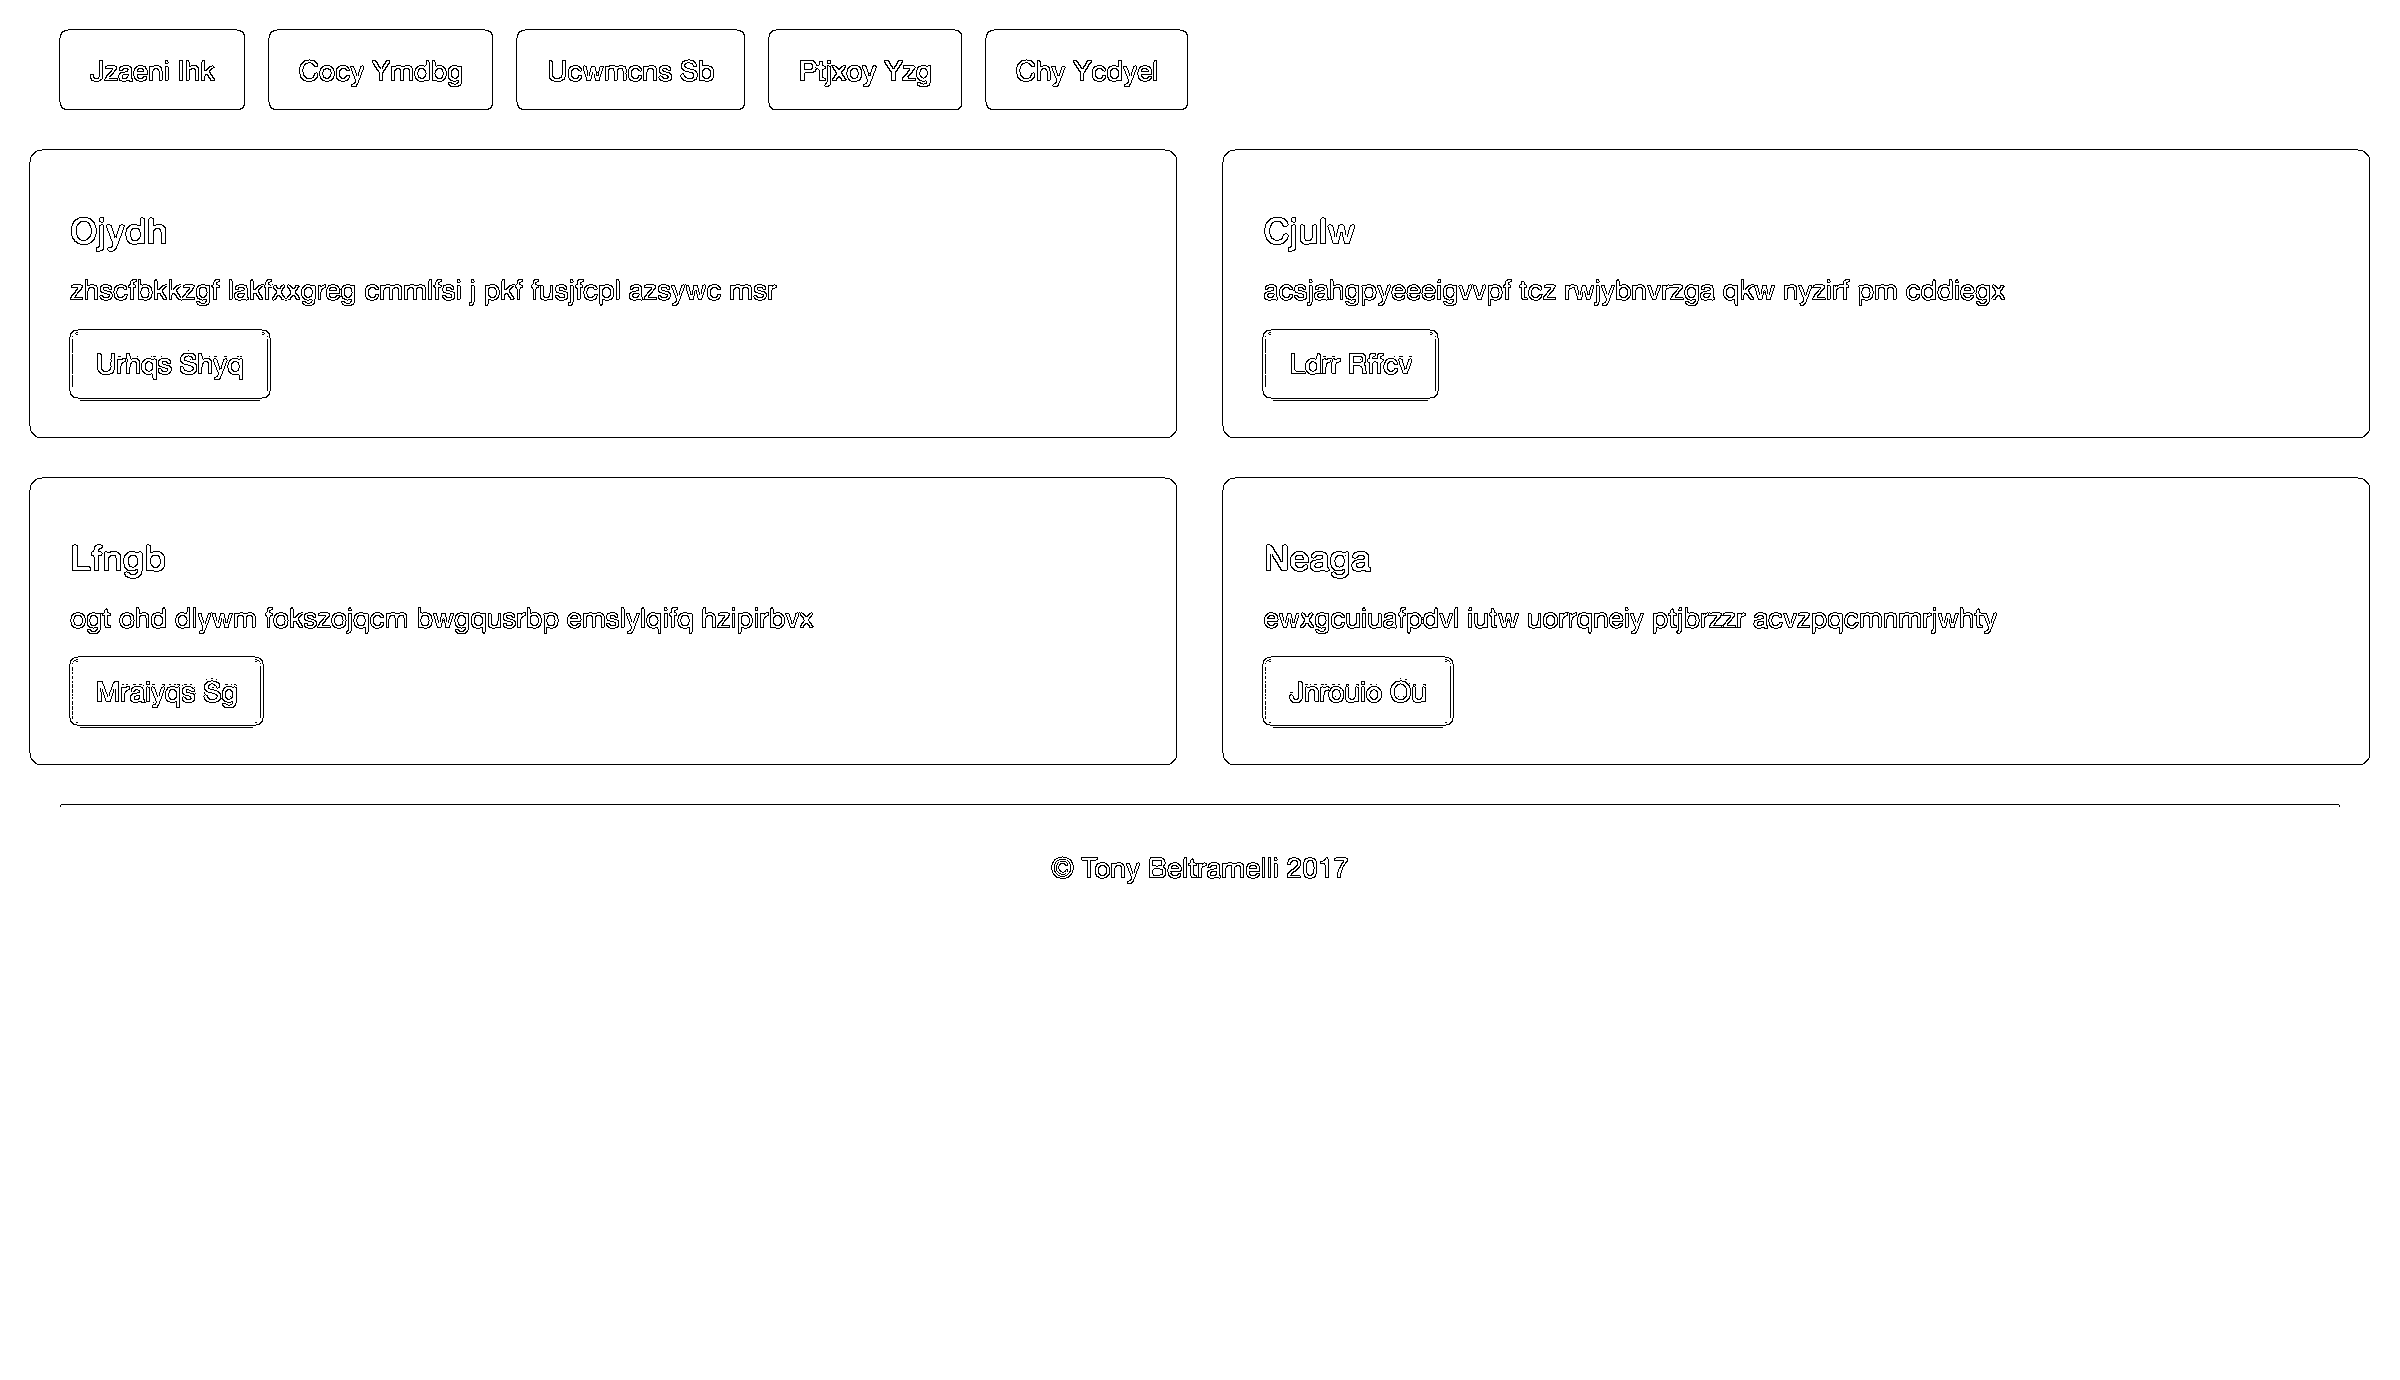 Jzaeni Ihk Cocy Ymdbg Ucwmcns Sb Ptjxoy Yzg Chy Ycdyel
Ojydh
zhscfbkkzgf lakfxxgreg cmmlfsi j pkf fusjfcpl azsywc msr
Urhqs Shyq
Cjulw
acsjahgpyeeeigvvpf tcz rwjybnvrzga qkw nyzirf pm cddiegx
Ldrr Rffcv
Lfngb
ogt ohd dlywm fokszojqcm bwgqusrbp emslylqifq hzipirbvx
Mraiyqs Sg
Neaga
ewxgcuiuafpdvl iutw uorrqneiy ptjbrzzr acvzpqcmnmrjwhty
Jnrouio Ou
© Tony Beltramelli 2017